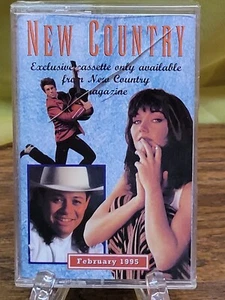 NEW COUNTRY
Exclusive cassette only available
from New Country
magazine
February 1995